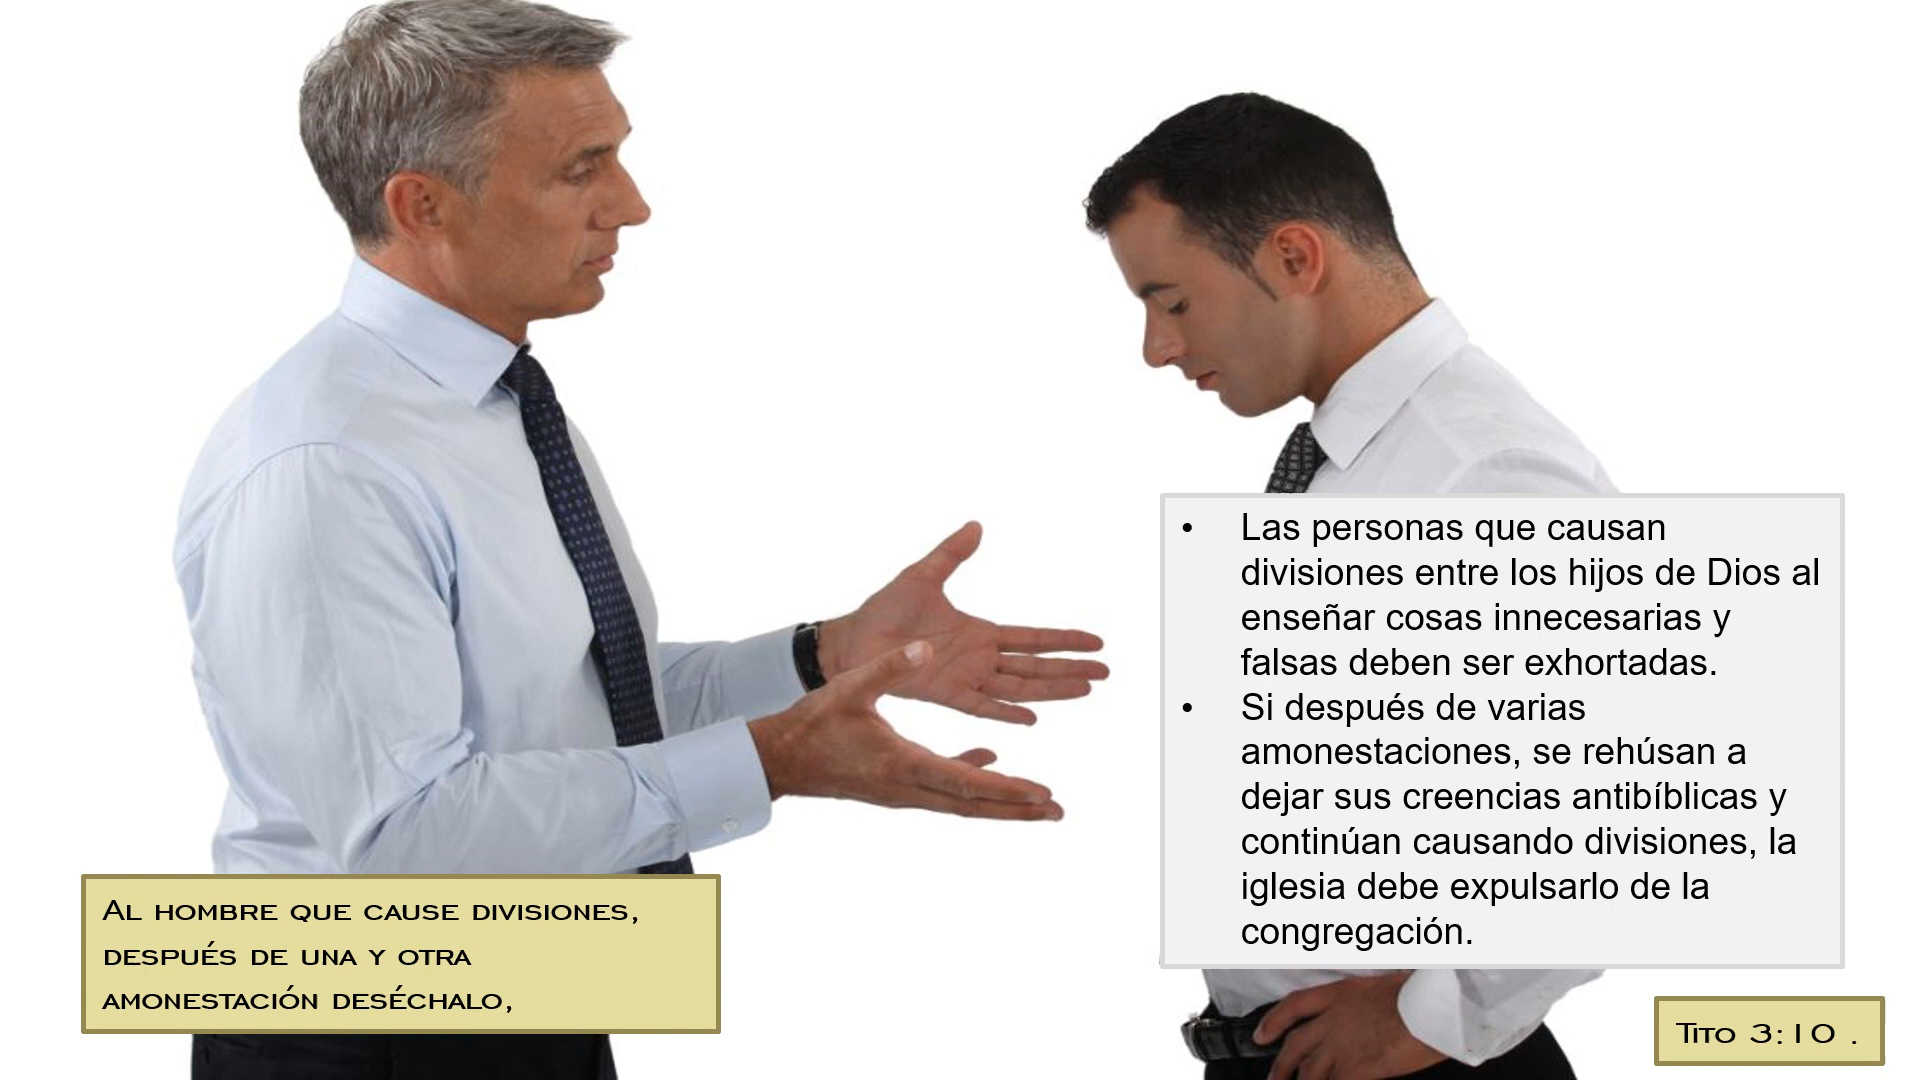 • Las personas que causan
divisiones entre los hijos de Dios al
enseñar cosas innecesarias y
falsas deben ser exhortadas.
• Si después de varias
amonestaciones, se rehúsan a
dejar sus creencias antibíblicas y
continúan causando divisiones, la
iglesia debe expulsarlo de la
congregación.
Al hombre que cause divisiones,
después de una y otra
amonestación deséchalo,
Tito 3:10 .